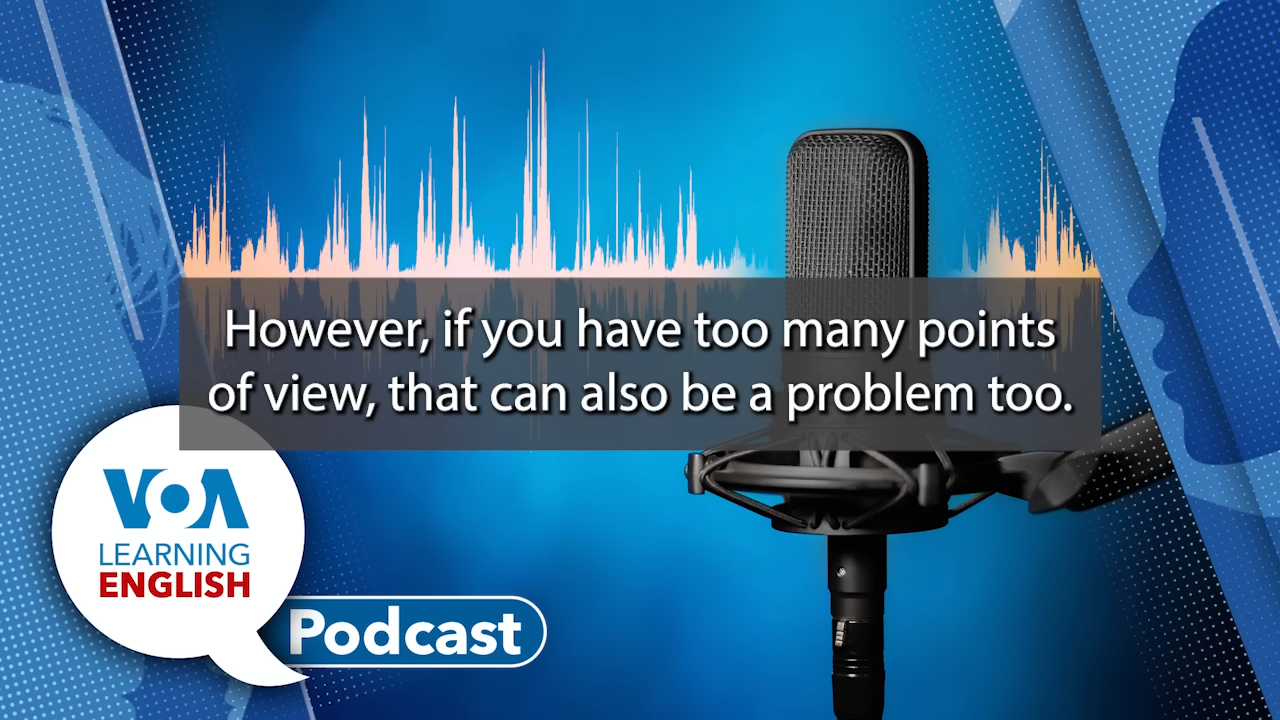 However, if you have too many points
of view, that can also be a problem too.
VOA
LEARNING
ENGLISH
Podcast